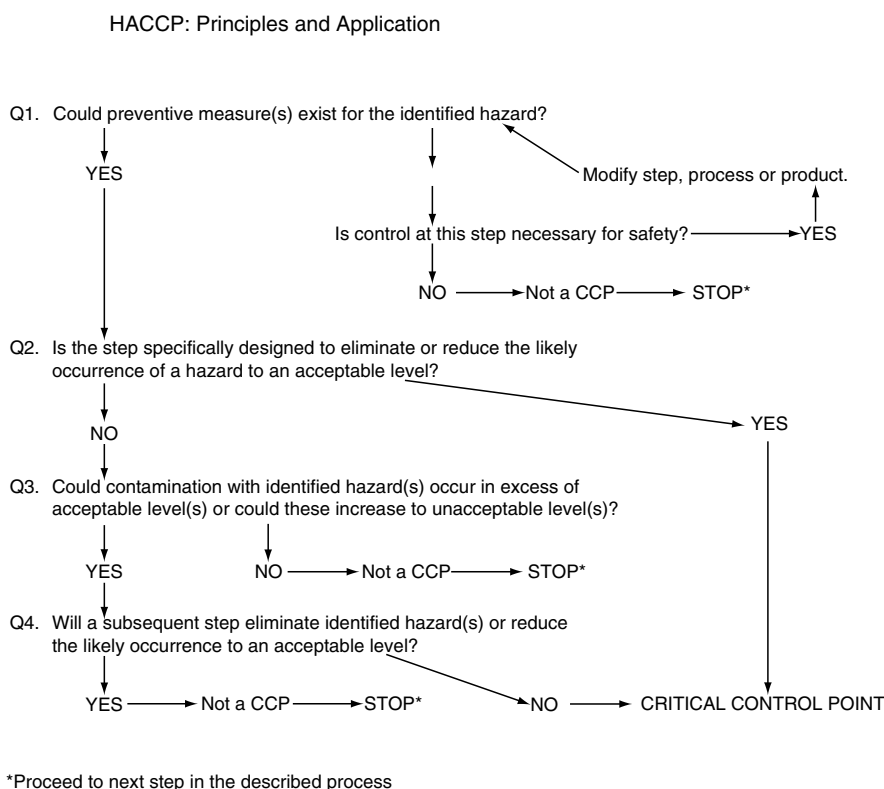 HACCP: Principles and Application
Q1. Could preventive measure(s) exist for the identified hazard?
YES
Modify step, process or product.
Is control at this step necessary for safety?
YES
NO
Not a CCP
STOP*
Q2. Is the step specifically designed to eliminate or reduce the likely
occurrence of a hazard to an acceptable level?
YES
NO
Q3. Could contamination with identified hazard(s) occur in excess of
acceptable level(s) or could these increase to unacceptable level(s)?
YES
NO
Not a CCP
STOP*
Q4. Will a subsequent step eliminate identified hazard(s) or reduce
the likely occurrence to an acceptable level?
YES
Not a CCP
STOP*
NO
CRITICAL CONTROL POINT
*Proceed to next step in the described process